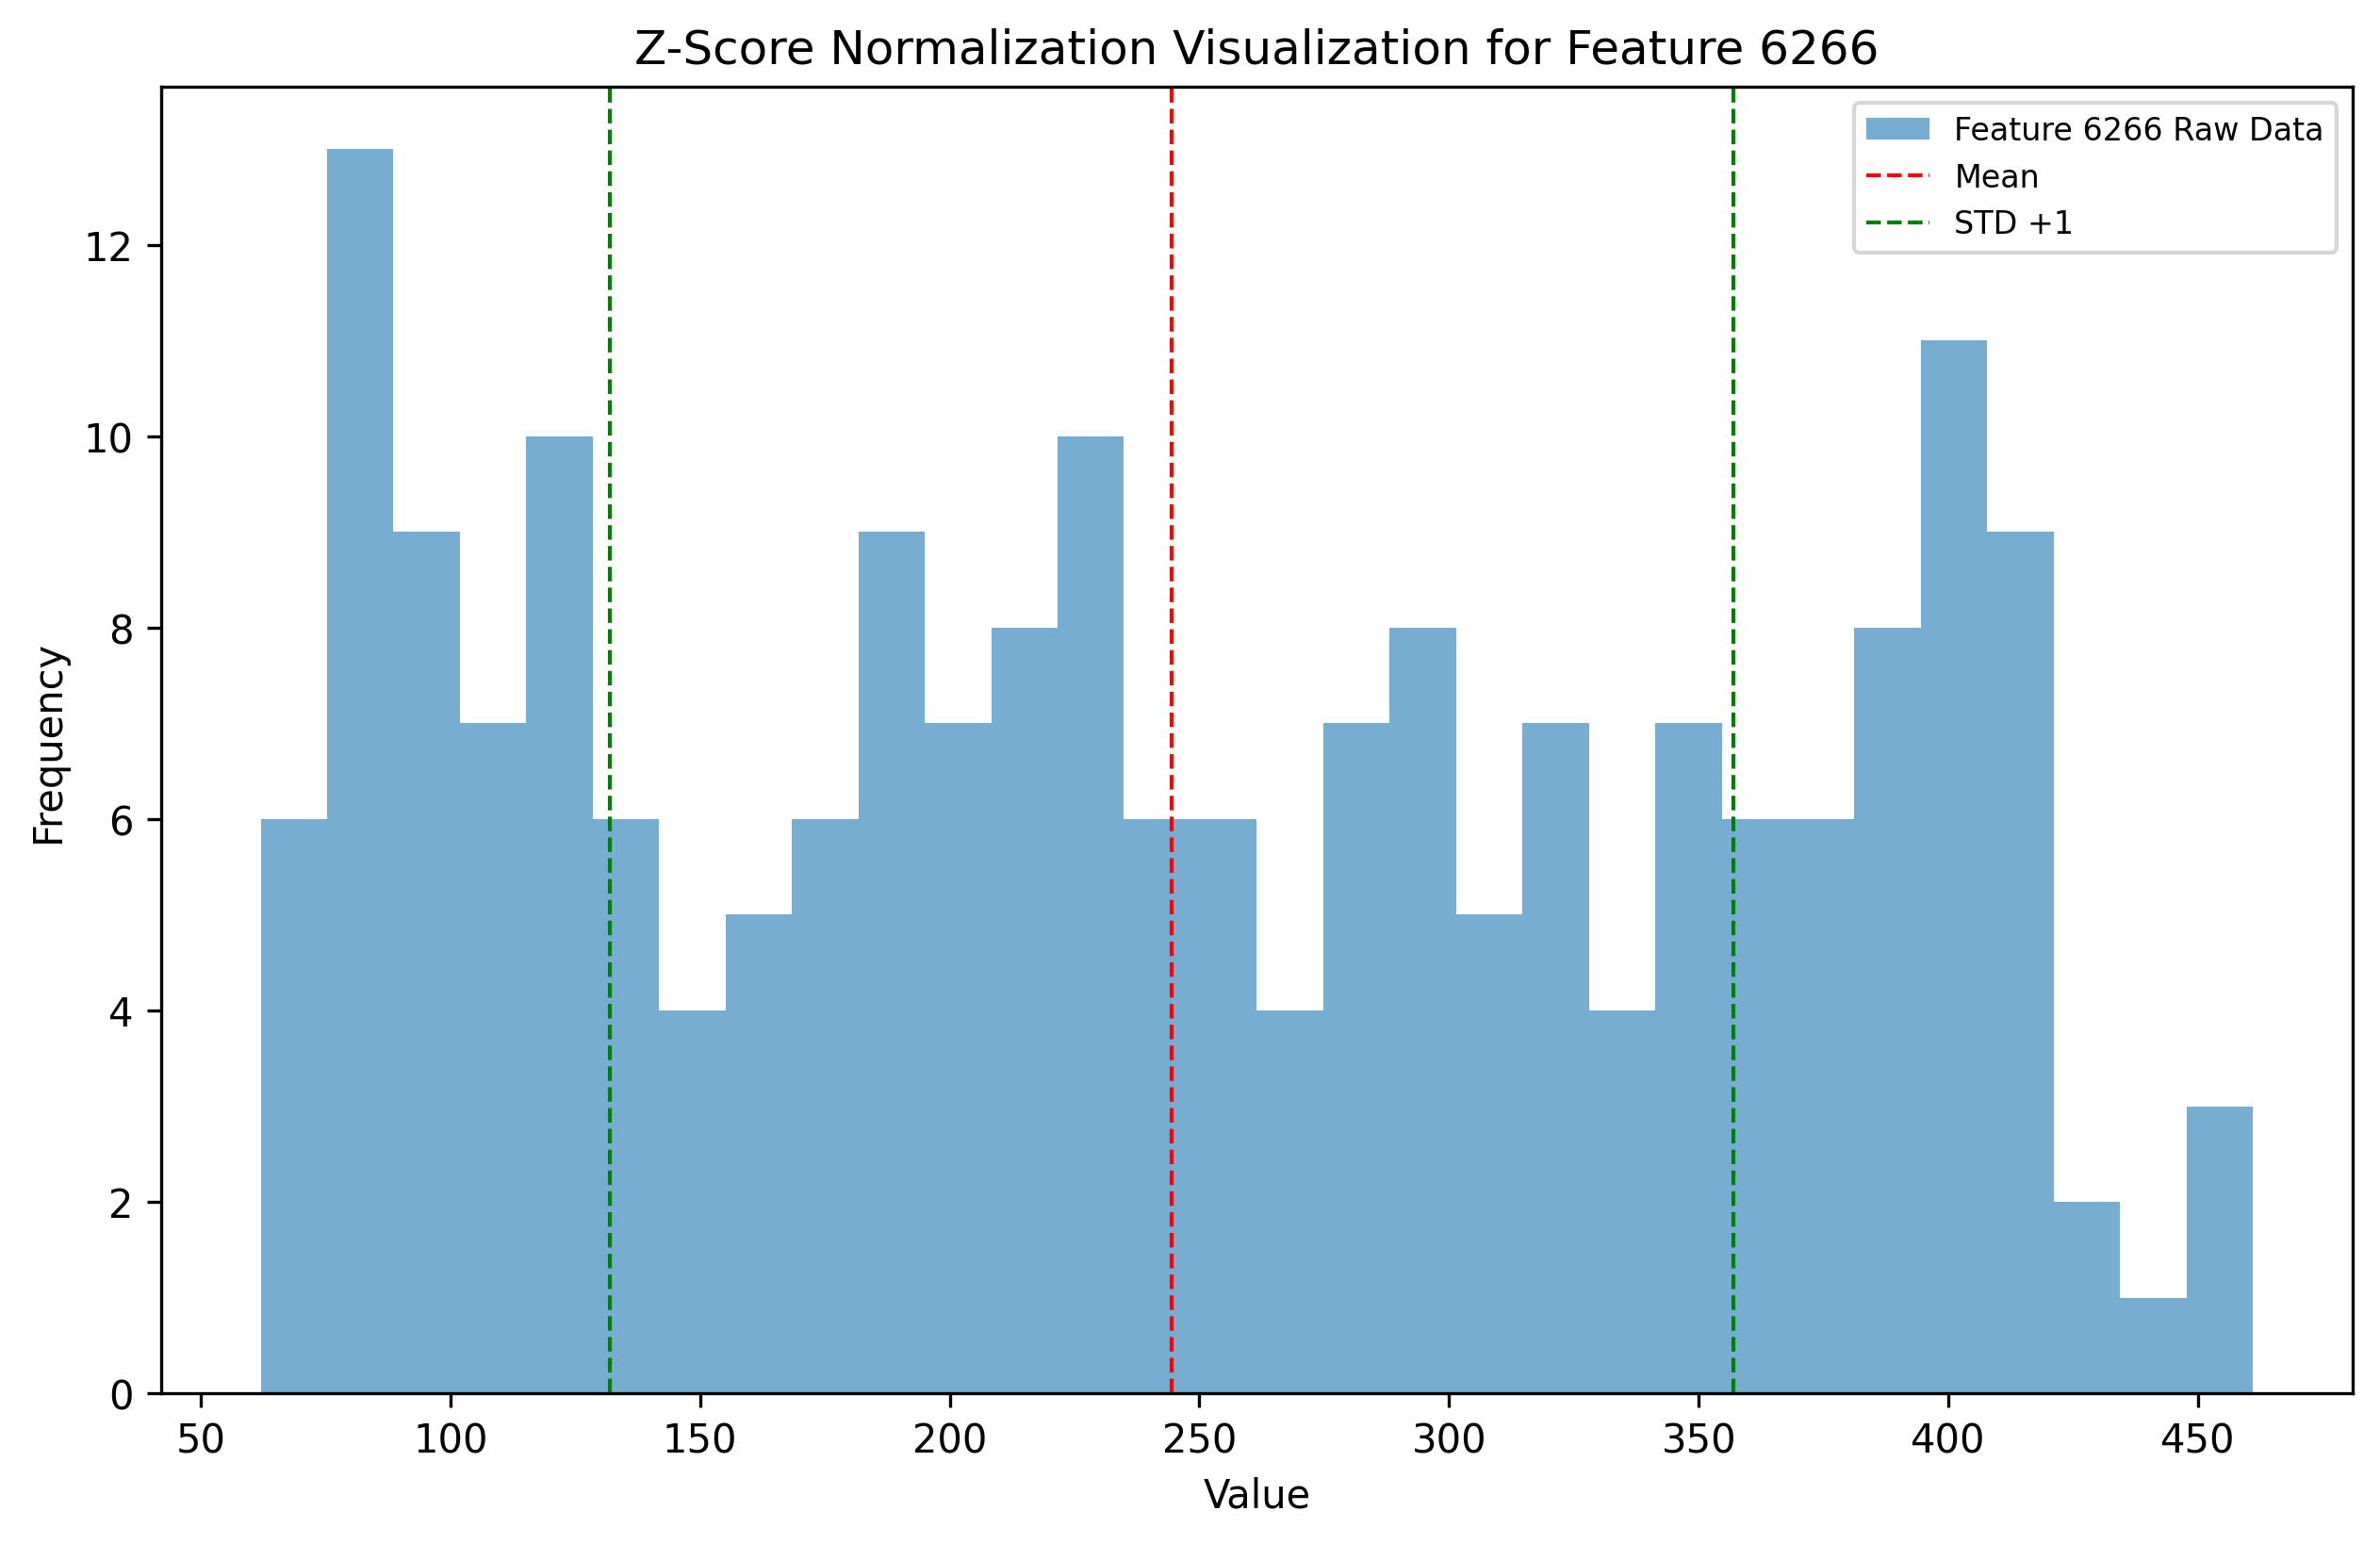 Z-Score Normalization Visualization for Feature 6266
Feature 6266 Raw Data
Mean
STD +1
12
10
8
6
4
2
0
Frequency
50 100 150 200 250 300 350 400 450
Value